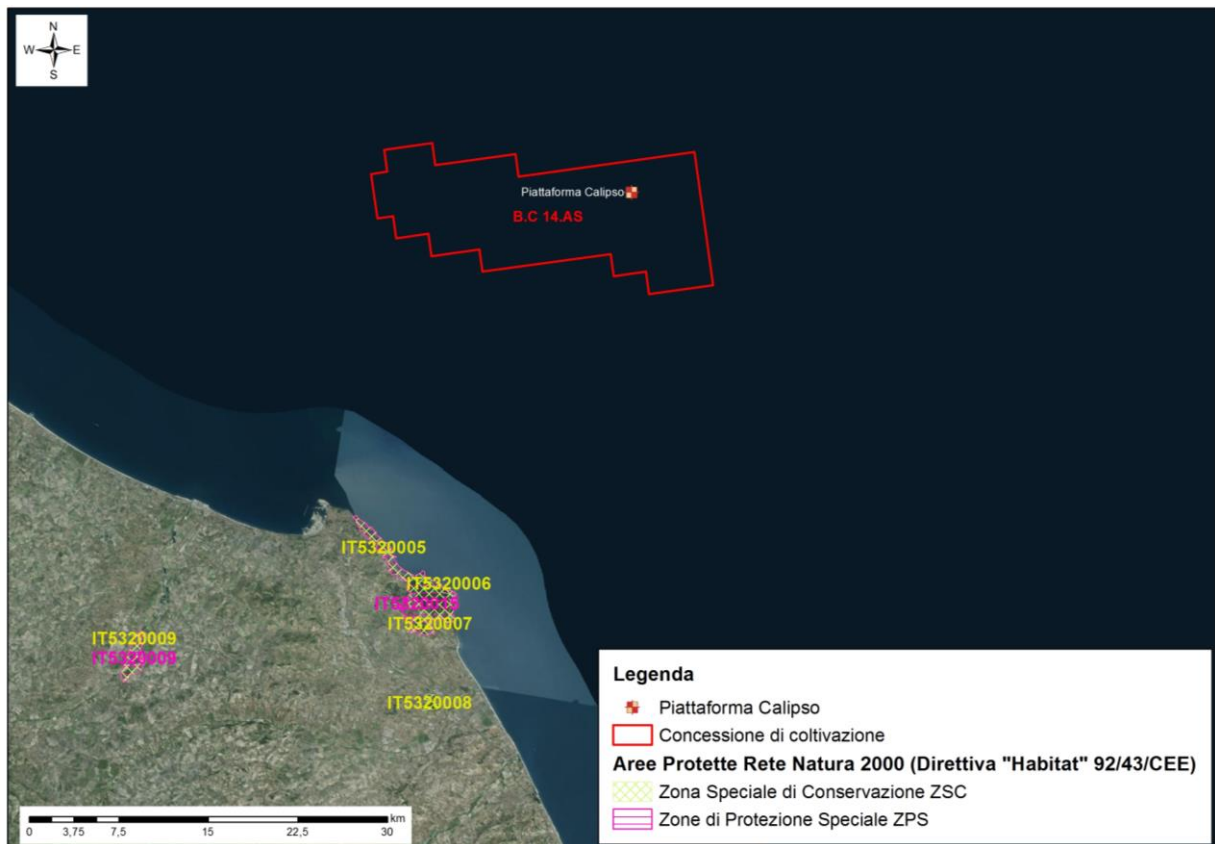 N
W E
S
Piattaforma Calipso
B.C 14.AS
IT5320005
IT5320006
IT5320007
IT5320009
IT5320009
IT5320008
km
0 3,75 7,5 15 22,5 30
Legenda
Piattaforma Calipso
Concessione di coltivazione
Aree Protette Rete Natura 2000 (Direttiva "Habitat" 92/43/CEE)
Zona Speciale di Conservazione ZSC
Zone di Protezione Speciale ZPS